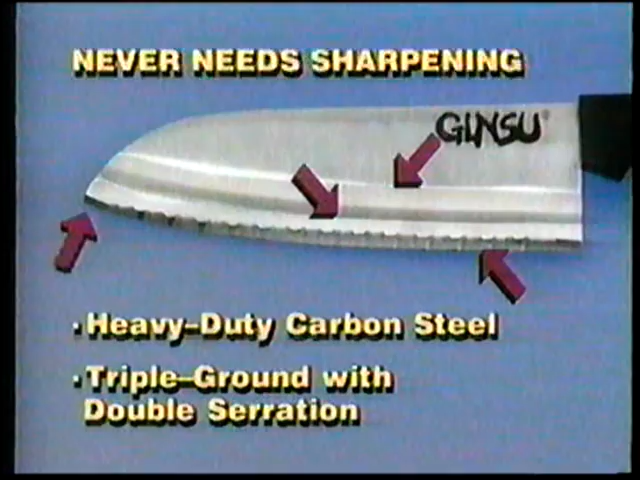 NEVER NEEDS SHARPENING
GINSU®
· Heavy-Duty Carbon Steel
· Triple-Ground with
Double Serration